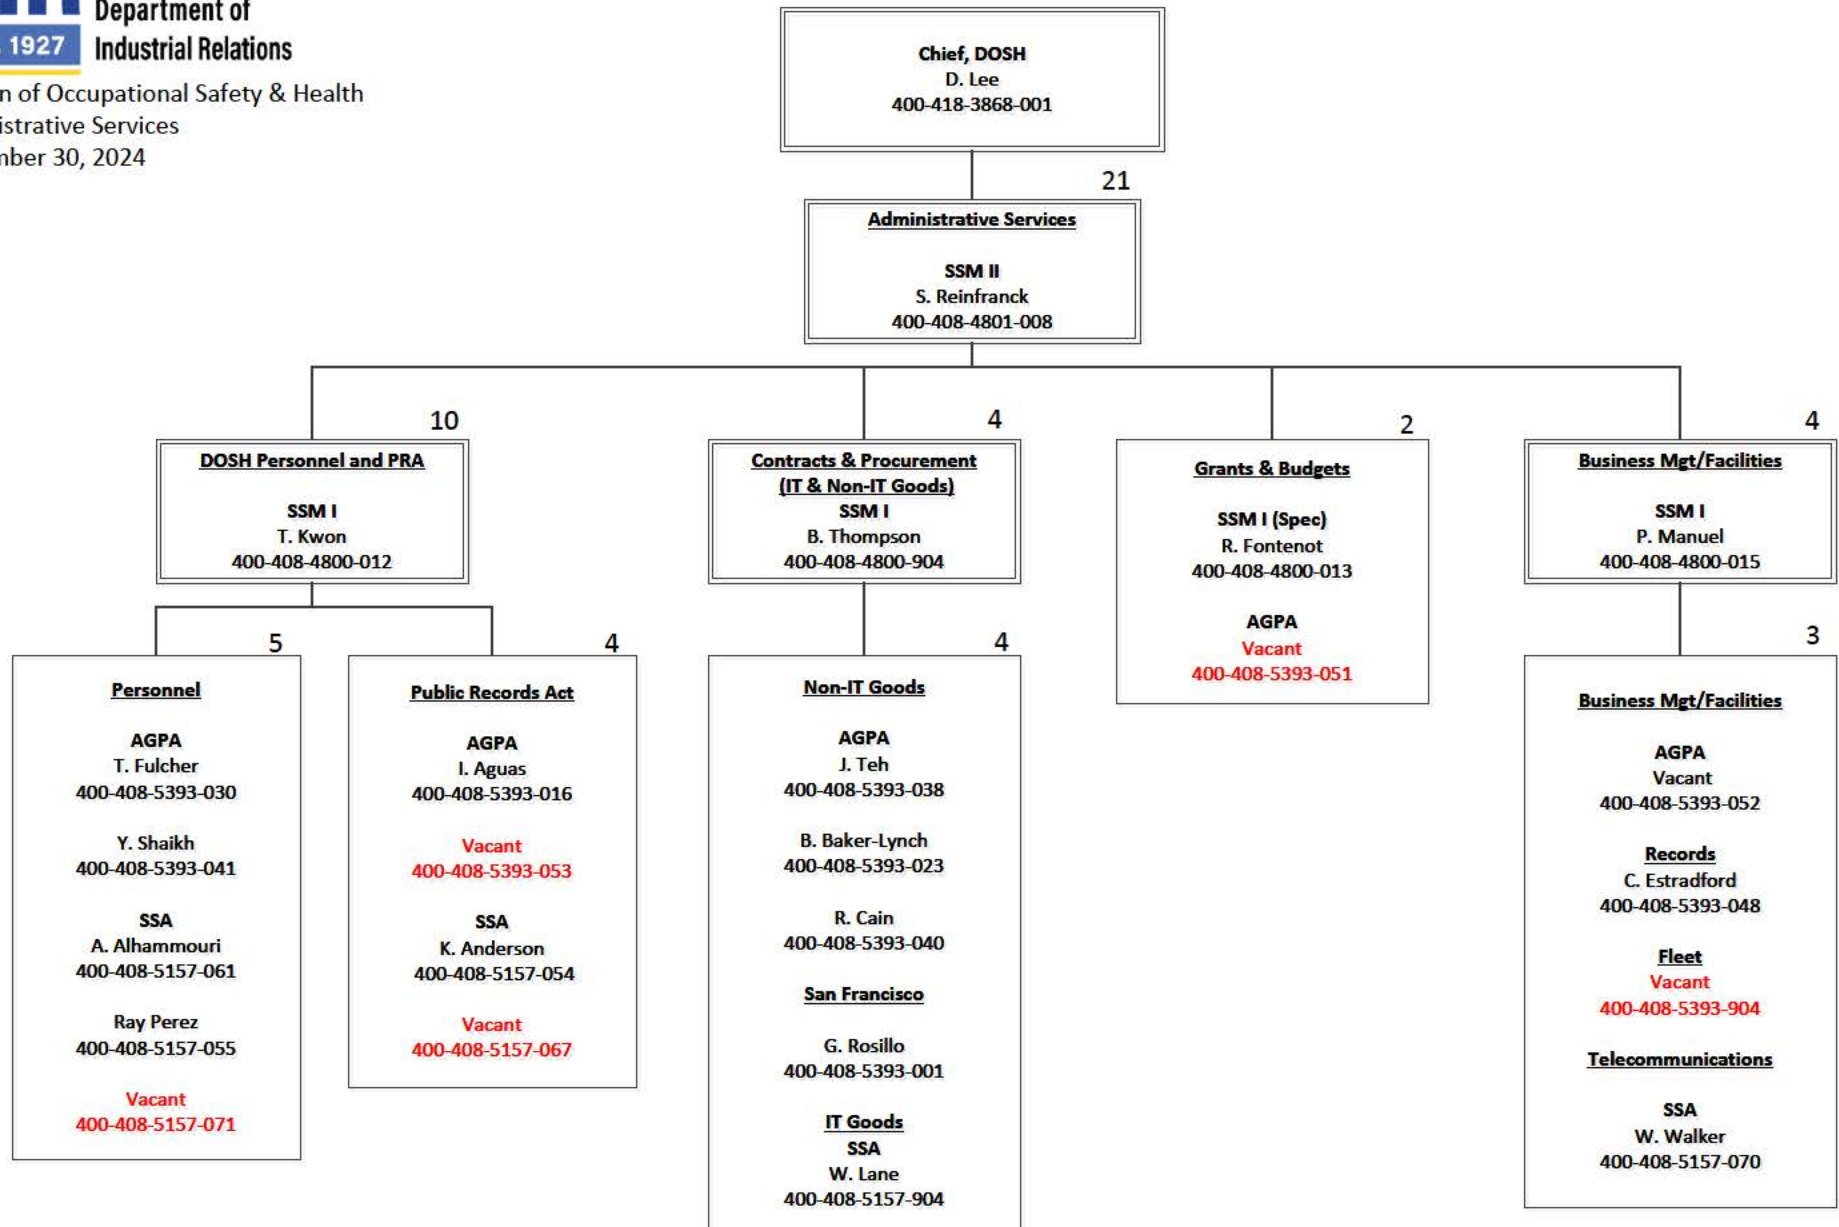 Department of
1927
Industrial Relations
n of Occupational Safety & Health
istrative Services
nber 30, 2024
Chief, DOSH
D. Lee
400-418-3868-001
21
Administrative Services
SSM II
S. Reinfranck
400-408-4801-008
10
DOSH Personnel and PRA
SSM I
T. Kwon
400-408-4800-012
4
Contracts & Procurement
(IT & Non-IT Goods)
SSM I
B. Thompson
400-408-4800-904
2
Grants & Budgets
SSM I (Spec)
R. Fontenot
400-408-4800-013
AGPA
Vacant
400-408-5393-051
4
Business Mgt/Facilities
SSM I
P. Manuel
400-408-4800-015
5
Personnel
AGPA
T. Fulcher
400-408-5393-030
Y. Shaikh
400-408-5393-041
SSA
A. Alhammouri
400-408-5157-061
Ray Perez
400-408-5157-055
Vacant
400-408-5157-071
4
Public Records Act
AGPA
I. Aguas
400-408-5393-016
Vacant
400-408-5393-053
SSA
K. Anderson
400-408-5157-054
Vacant
400-408-5157-067
4
Non-IT Goods
AGPA
J. Teh
400-408-5393-038
B. Baker-Lynch
400-408-5393-023
R. Cain
400-408-5393-040
San Francisco
G. Rosillo
400-408-5393-001
IT Goods
SSA
W. Lane
400-408-5157-904
3
Business Mgt/Facilities
AGPA
Vacant
400-408-5393-052
Records
C. Estradford
400-408-5393-048
Fleet
Vacant
400-408-5393-904
Telecommunications
SSA
W. Walker
400-408-5157-070